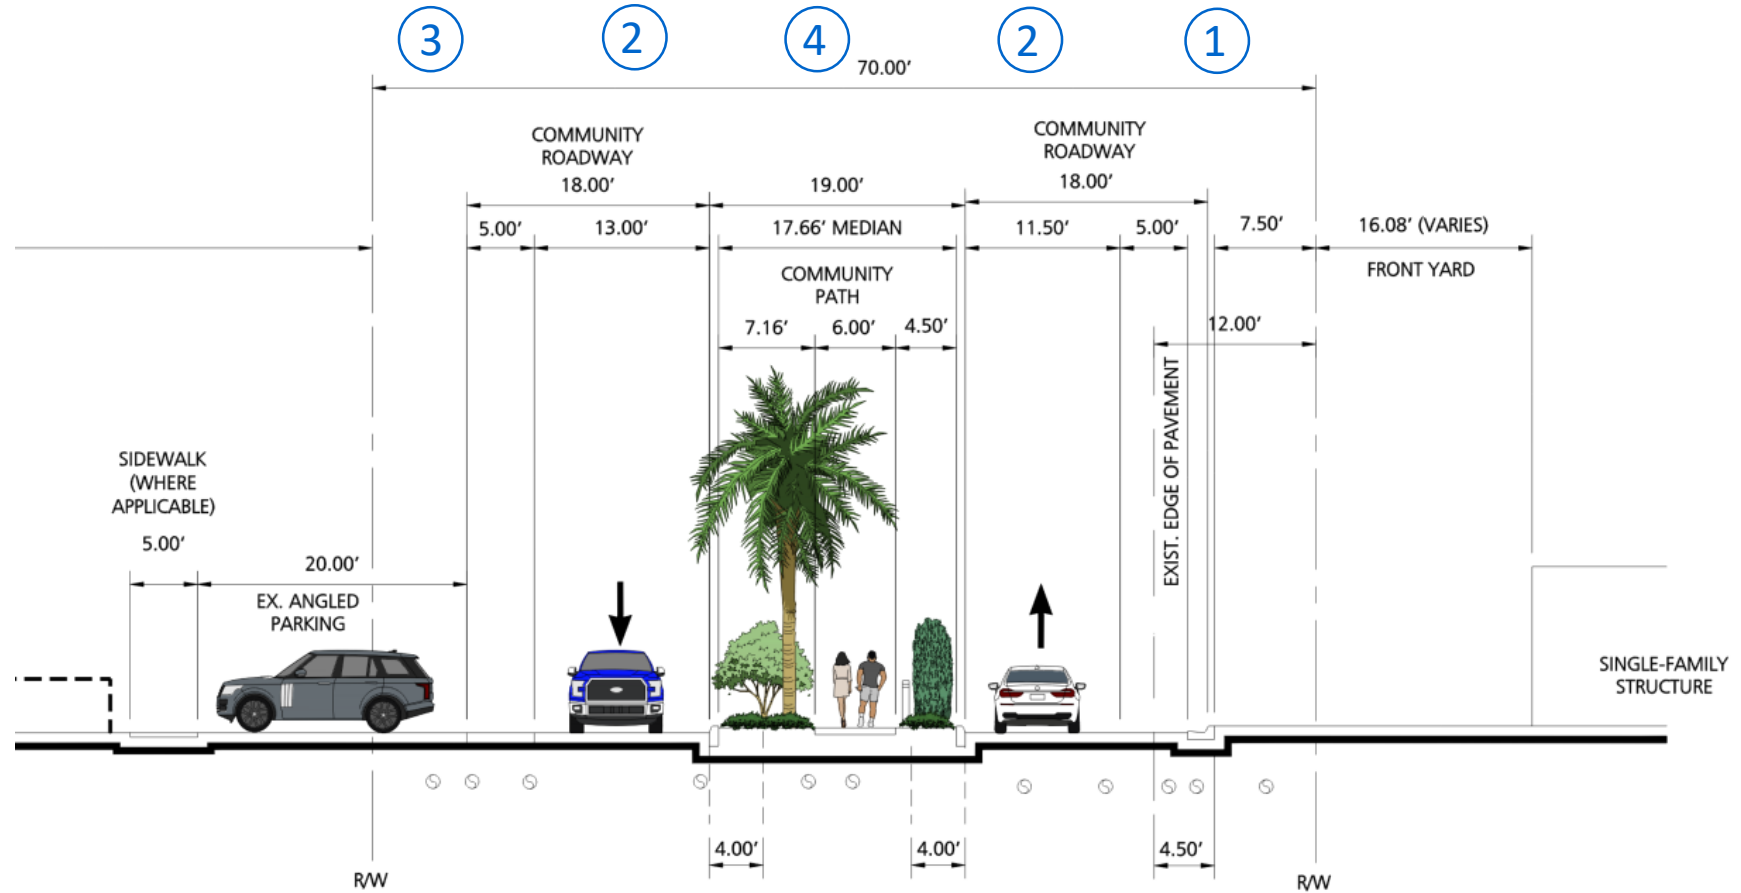 3
2
4
2
1
70.00’
COMMUNITY
ROADWAY
18.00’
19.00’
COMMUNITY
ROADWAY
18.00’
5.00’
13.00’
17.66’ MEDIAN
11.50’
5.00’
7.50’
16.08’ (VARIES)
FRONT YARD
COMMUNITY
PATH
7.16’
6.00’
4.50’
12.00’
EXIST. EDGE OF PAVEMENT
SIDEWALK
(WHERE
APPLICABLE)
5.00’
20.00’
EX. ANGLED
PARKING
SINGLE-FAMILY
STRUCTURE
4.00’
4.00’
4.50’
R/W
R/W